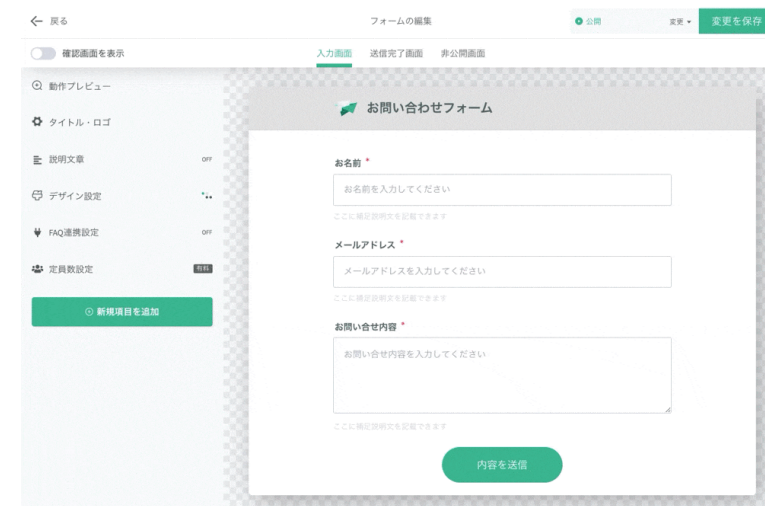 戻る
フォームの編集
公開
変更
変更を保存
確認画面を表示
入力画面
送信完了画面
非公開画面
動作プレビュー
タイトル・ロゴ
説明文章
OFF
デザイン設定
FAQ連携設定
OFF
定員数設定
有料
新規項目を追加
お問い合わせフォーム
お名前 *
お名前を入力してください
ここに補足説明文を記載できます
メールアドレス *
メールアドレスを入力してください
ここに補足説明文を記載できます
お問い合せ内容 *
お問い合せ内容を入力してください
ここに補足説明文を記載できます
内容を送信